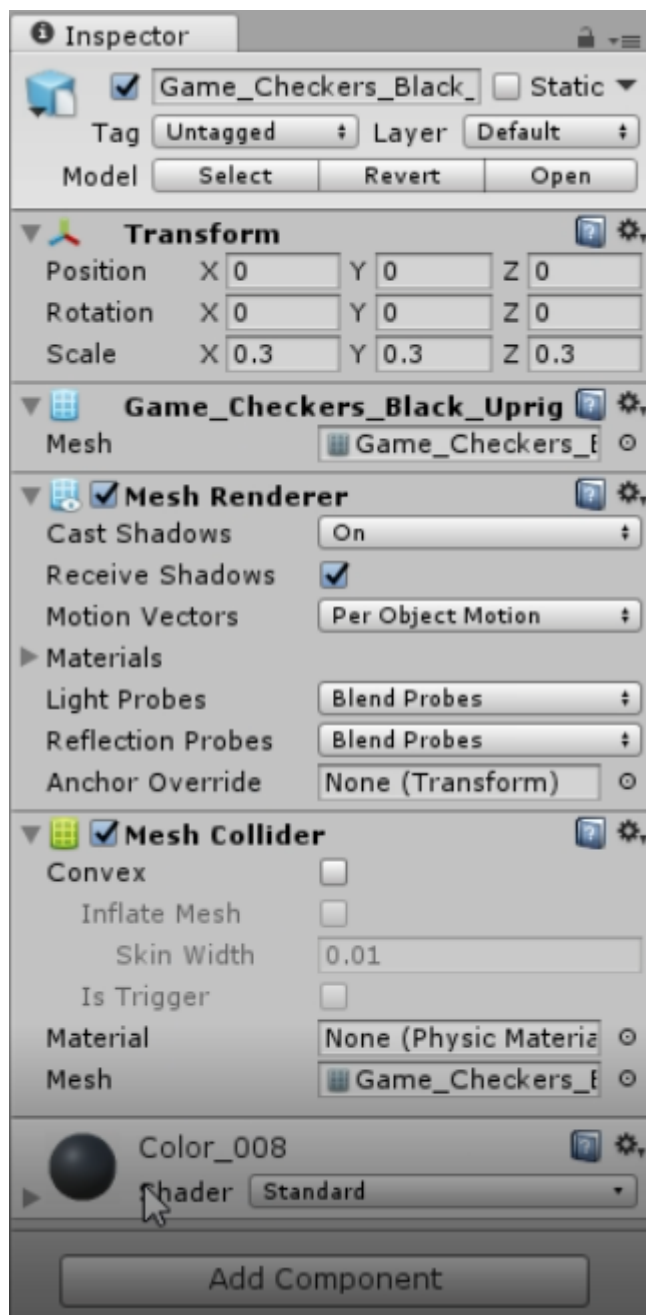 Inspector
Game_Checkers_Black_ Static
Tag Untagged Layer Default
Model Select Revert Open
Transform
Position X 0 Y 0 Z 0
Rotation X 0 Y 0 Z 0
Scale X 0.3 Y 0.3 Z 0.3
Game_Checkers_Black_Uprig
Mesh Game_Checkers_B
Mesh Renderer
Cast Shadows On
Receive Shadows
Motion Vectors Per Object Motion
Materials
Light Probes Blend Probes
Reflection Probes Blend Probes
Anchor Override None (Transform)
Mesh Collider
Convex
Inflate Mesh
Skin Width 0.01
Is Trigger
Material None (Physic Materia
Mesh Game_Checkers_B
Color_008
Shader Standard
Add Component